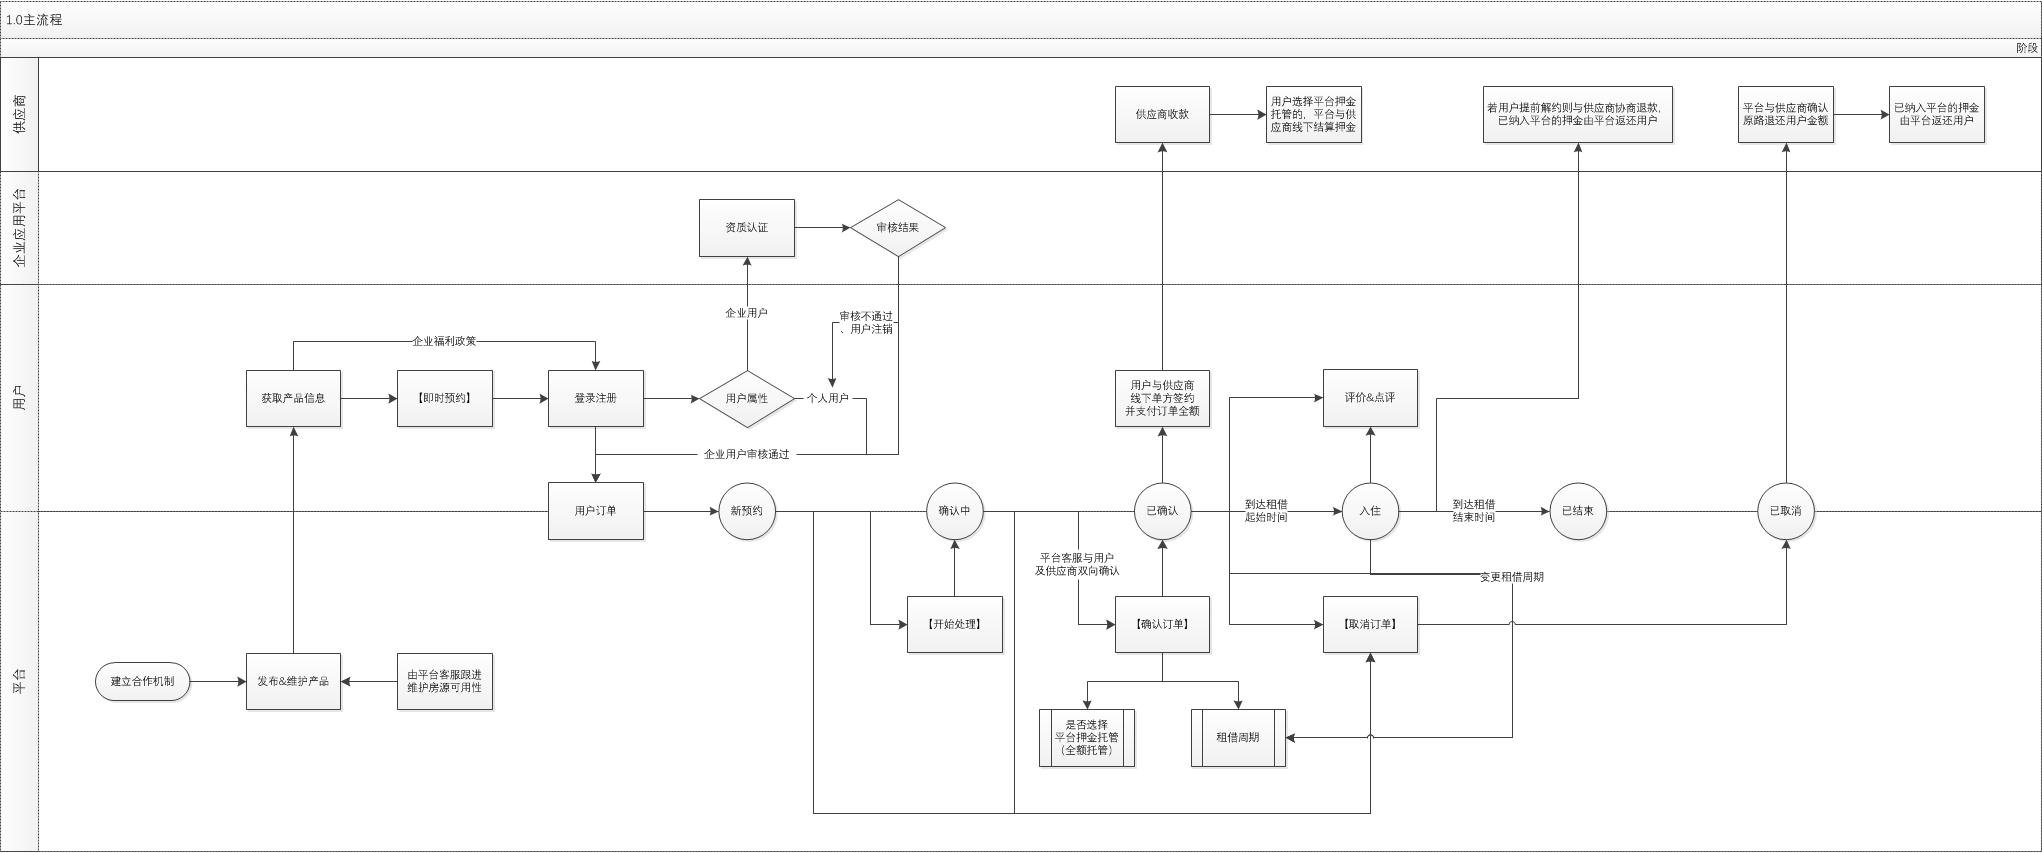 1.0主流程
阶段
供应商
供应商收款
用户选择平台押金
托管的，平台与供
应商线下结算押金
若用户提前解约则与供应商协商退款，
已纳入平台的押金由平台返还用户
平台与供应商确认
原路退还用户金额
已纳入平台的押金
由平台返还用户
企业应用平台
资质认证
审核结果
用户
企业用户
审核不通过
、用户注销
企业福利政策
获取产品信息
【即时预约】
登录注册
用户属性
个人用户
用户与供应商
线下单方签约
并支付订单全额
评价&点评
企业用户审核通过
用户订单
新预约
确认中
已确认
到达租借
起始时间
入住
到达租借
结束时间
已结束
已取消
平台
平台客服与用户
及供应商双向确认
变更租借周期
【开始处理】
【确认订单】
【取消订单】
建立合作机制
发布&维护产品
由平台客服跟进
维护房源可用性
是否选择
平台押金托管
（全额托管）
租借周期